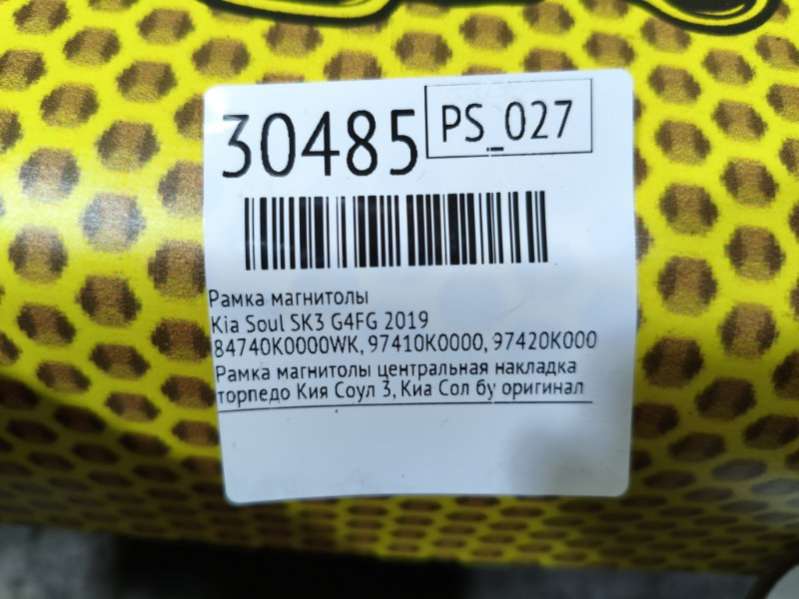 30485
PS_027
Рамка магнитолы
Kia Soul SK3 G4FG 2019
84740K0000WK, 97410K0000, 97420K000
Рамка магнитолы центральная накладка
торпедо Кия Соул 3, Киа Сол бу оригинал